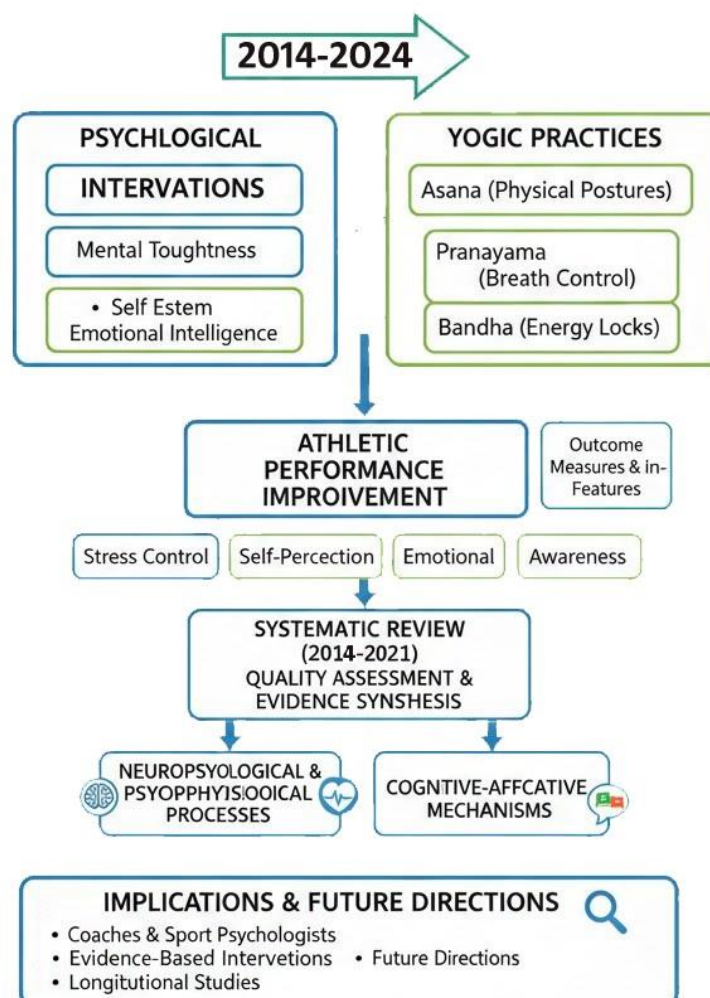 2014-2024
PSYCHLOGICAL
INTERVATIONS
Mental Toughtness
• Self Estem
Emotional Intelligence
YOGIC PRACTICES
Asana (Physical Postures)
Pranayama
(Breath Control)
Bandha (Energy Locks)
ATHLETIC
PERFORMANCE
IMPROIVEMENT
Outcome
Measures & in-
Features
Stress Control
Self-Percection
Emotional
Awareness
SYSTEMATIC REVIEW
(2014-2021)
QUALITY ASSESSMENT &
EVIDENCE SYNSHESIS
NEUROPSYOLOGICAL &
PROCESSES
COGNTIVE-AFFCATIVE
MECHANISMS
IMPLICATIONS & FUTURE DIRECTIONS
• Coaches & Sport Psychologists
• Evidence-Based Intervetions • Future Directions
• Longtitutional Studies